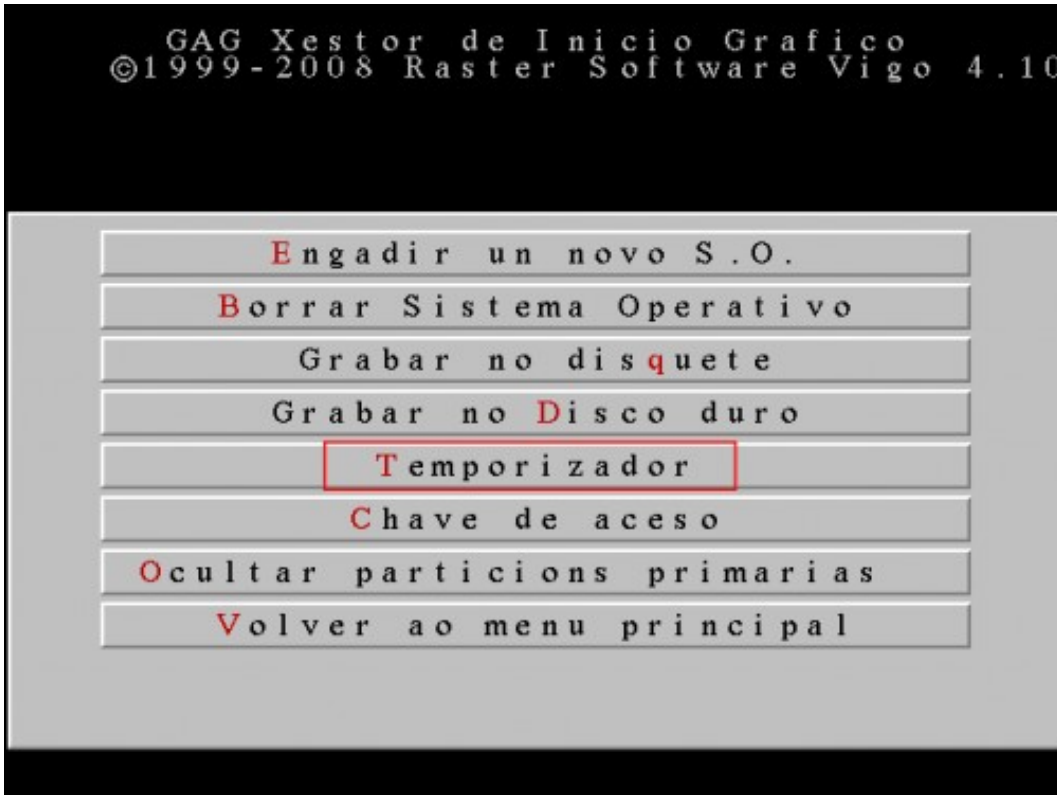 GAG Xestor de Inicio Grafico
©1999-2008 Raster Software Vigo 4.10
Engadir un novo S.O.
Borrar Sistema Operativo
Grabar no disquete
Grabar no Disco duro
Temporizador
Chave de aceso
Ocultar particions primarias
Volver ao menu principal